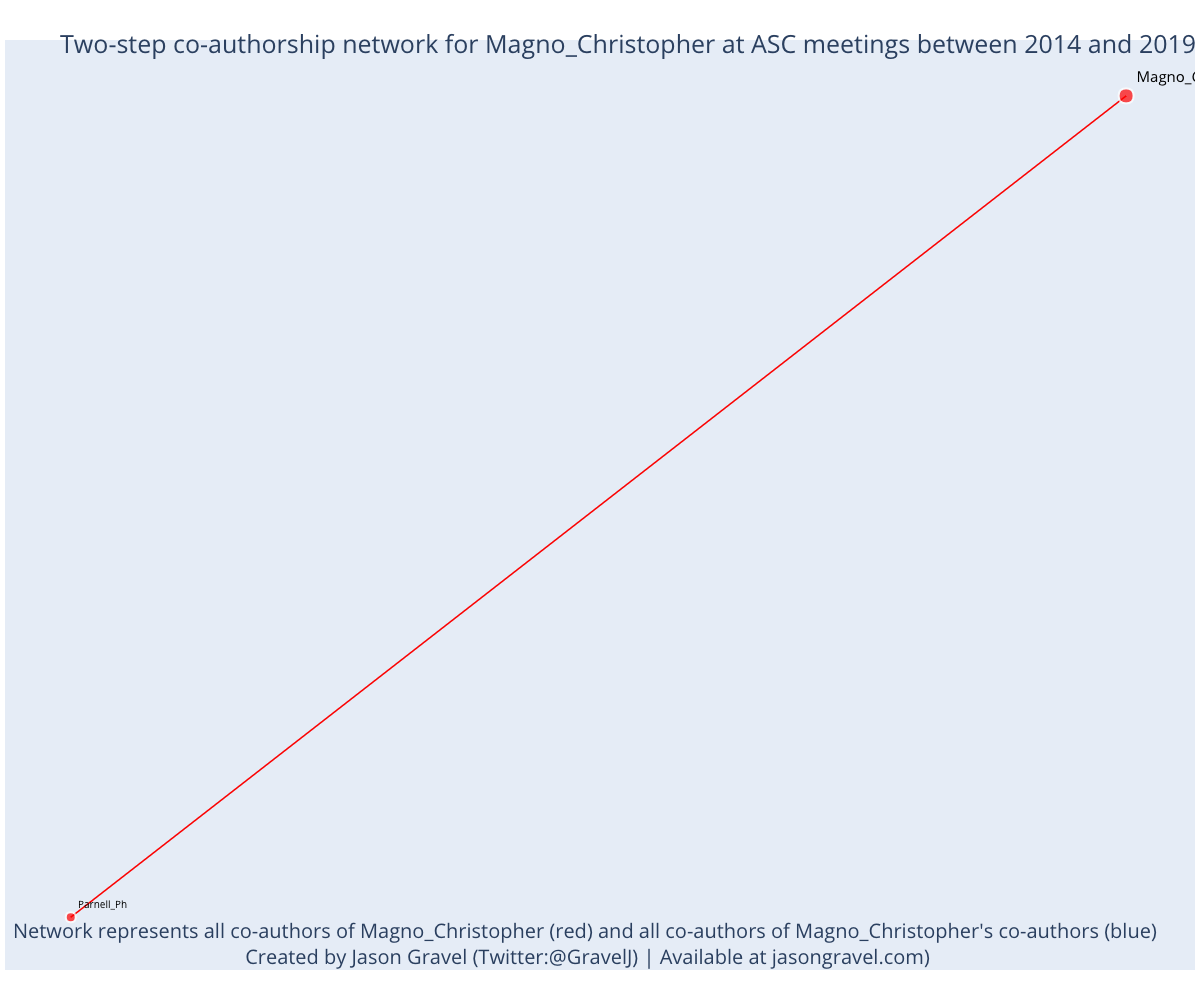 Two-step co-authorship network for Magno_Christopher at ASC meetings between 2014 and 2019
Magno_
Parnell_Ph
Network represents all co-authors of Magno_Christopher (red) and all co-authors of Magno_Christopher's co-authors (blue)
Created by Jason Gravel (Twitter:@GravelJ) | Available at jasongravel.com)